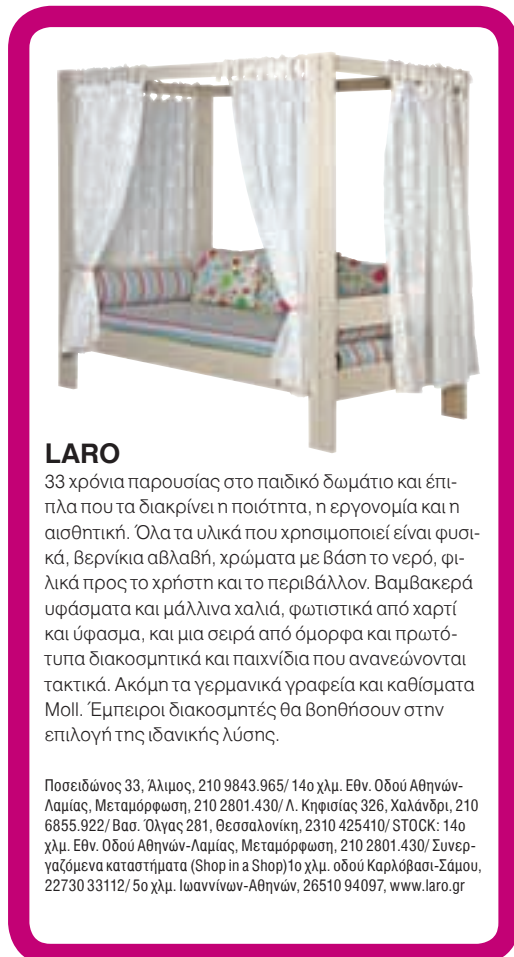 LARO
33 χρόνια παρουσίας στο παιδικό δωμάτιο και έπι-
πλα που τα διακρίνει η ποιότητα, η εργονομία και η
αισθητική. Όλα τα υλικά που χρησιμοποιεί είναι φυσι-
κά, βερνίκια αβλαβή, χρώματα με βάση το νερό, φι-
λικά προς το χρήστη και το περιβάλλον. Βαμβακερά
υφάσματα και μάλλινα χαλιά, φωτιστικά από χαρτί
και ύφασμα, και μια σειρά από όμορφα και πρωτό-
τυπα διακοσμητικά και παιχνίδια που ανανεώνονται
τακτικά. Ακόμη τα γερμανικά γραφεία και καθίσματα
Moll. Έμπειροι διακοσμητές θα βοηθήσουν στην
επιλογή της ιδανικής λύσης.
Ποσειδώνος 33, Άλιμος, 210 9843.965/ 14ο χλμ. Εθν. Οδού Αθηνών-
Λαμίας, Μεταμόρφωση, 210 2801.430/ Λ. Κηφισίας 326, Χαλάνδρι, 210
6855.922/ Βασ. Όλγας 281, Θεσσαλονίκη, 2310 425410/ STOCK: 14ο
χλμ. Εθν. Οδού Αθηνών-Λαμίας, Μεταμόρφωση, 210 2801.430/ Συνερ-
γαζόμενα καταστήματα (Shop in a Shop)1ο χλμ. οδού Καρλόβασι-Σάμου,
22730 33112/ 5ο χλμ. Ιωαννίνων-Αθηνών, 26510 94097, www.laro.gr